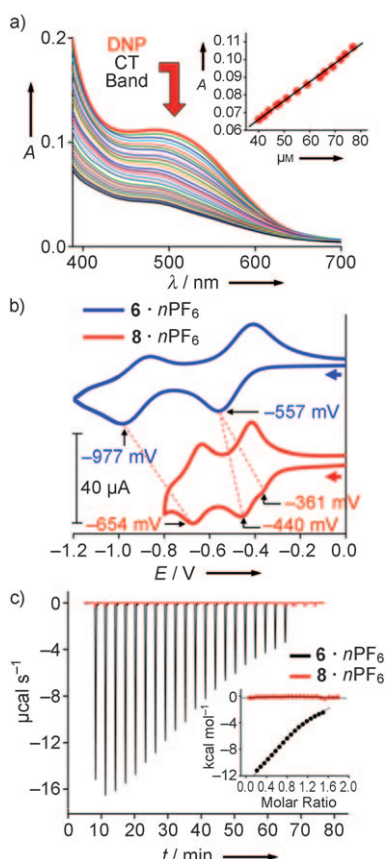 a)
0.2
DNP
CT
Band
0.1
A
0.0
400 500 600 700
λ / nm
A
0.11
0.10
0.09
0.08
0.07
0.06
40 50 60 70 80
μM
b)
6 · nPF6
8 · nPF6
–557 mV
–977 mV
40 μA
–361 mV
–654 mV
–440 mV
–1.2 –1.0 –0.8 –0.6 –0.4 –0.2 0.0
E / V
c)
0
–4
–8
–12
–16
μcal s–1
6 · nPF6
8 · nPF6
kcal mol–1
0
–4
–8
–12
0.0 0.4 0.8 1.2 1.6 2.0
Molar Ratio
0 10 20 30 40 50 60 70 80
t / min